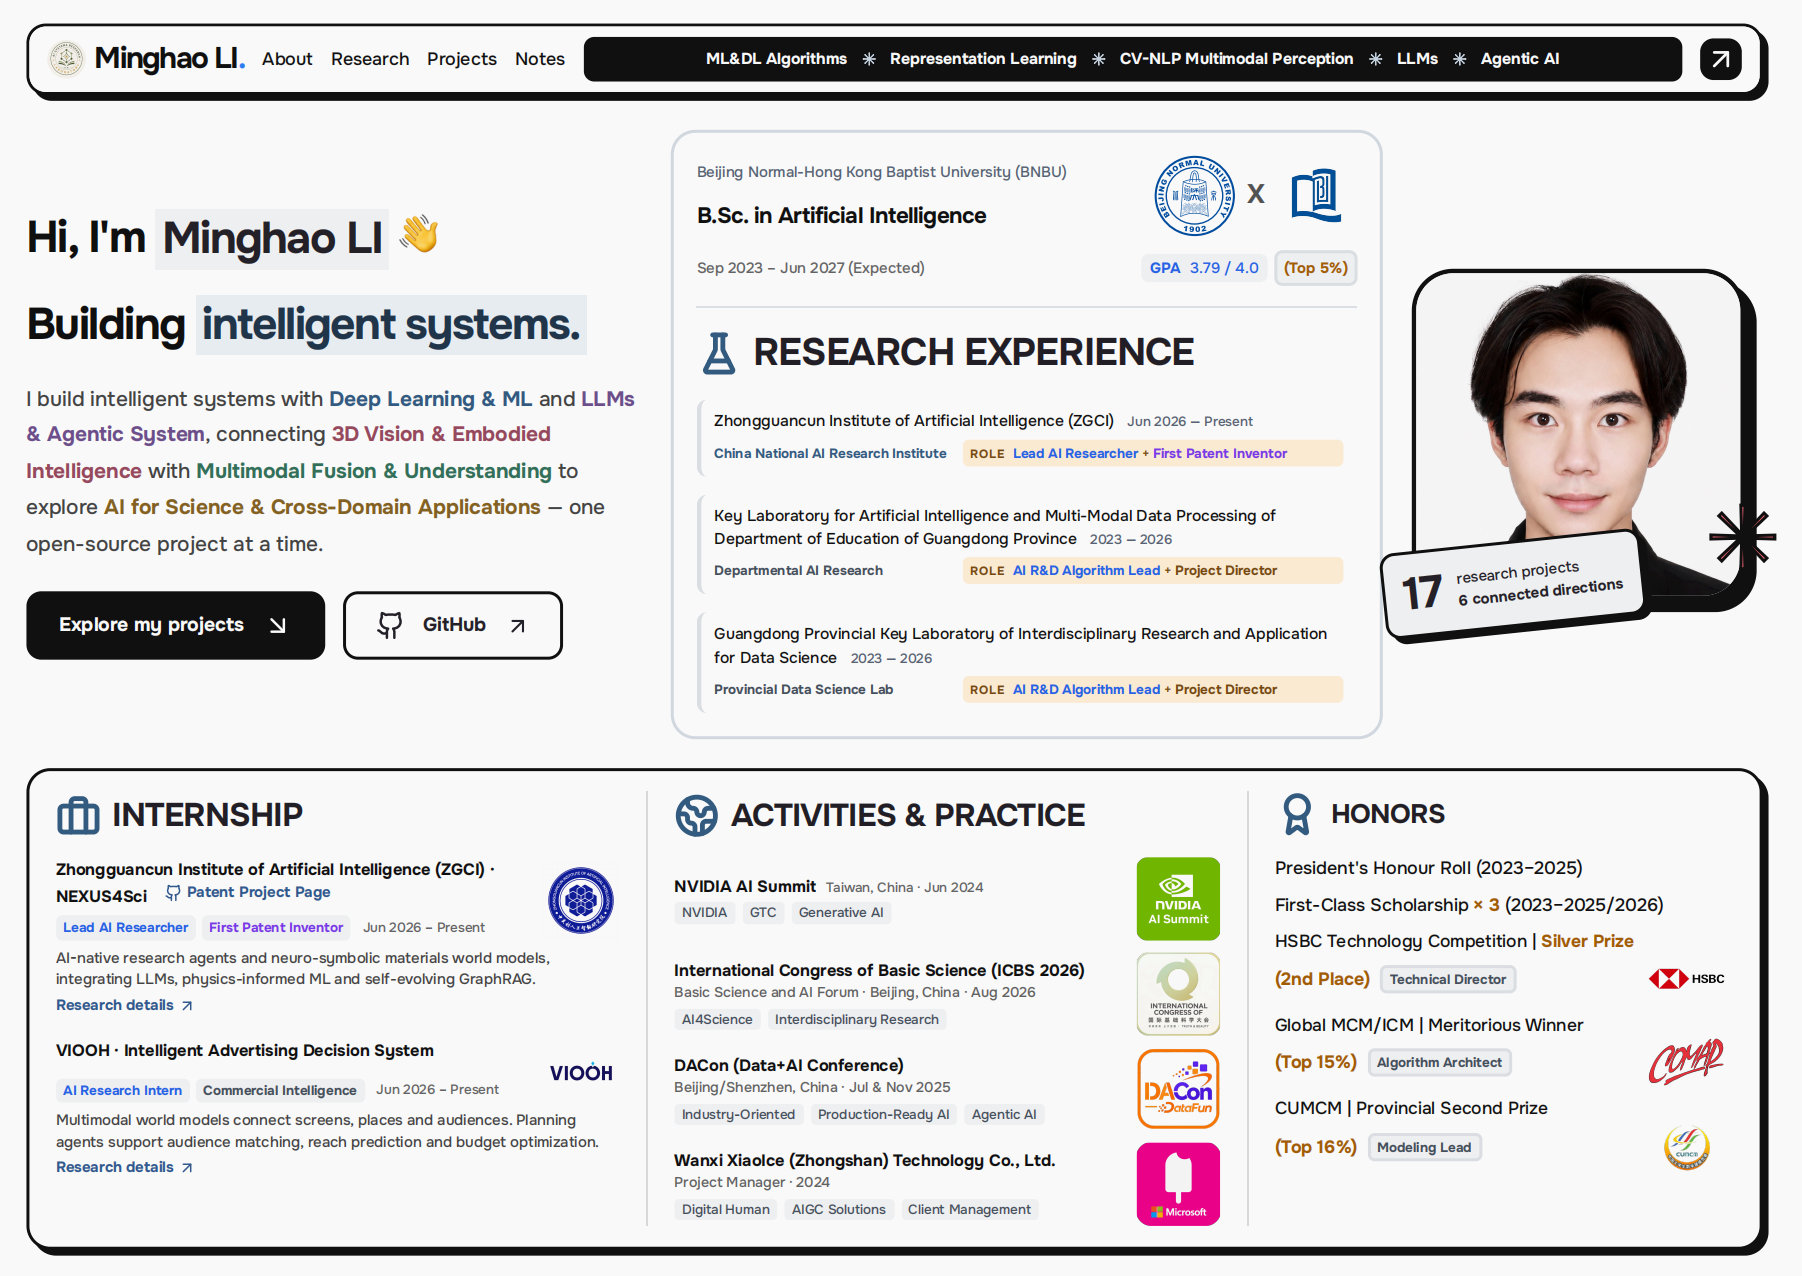 Minghao LI.
About Research Projects Notes
ML&DL Algorithms ✳ Representation Learning ✳ CV-NLP Multimodal Perception ✳ LLMs ✳ Agentic AI
Hi, I'm Minghao LI 👋
Building intelligent systems.
I build intelligent systems with Deep Learning & ML and LLMs
& Agentic System, connecting 3D Vision & Embodied
Intelligence with Multimodal Fusion & Understanding to
explore AI for Science & Cross-Domain Applications — one
open-source project at a time.
Explore my projects
GitHub
Beijing Normal-Hong Kong Baptist University (BNBU)
B.Sc. in Artificial Intelligence
Sep 2023 – Jun 2027 (Expected)
BEIJING NORMAL UNIVERSITY
1902
X
GPA 3.79 / 4.0 (Top 5%)
RESEARCH EXPERIENCE
Zhongguancun Institute of Artificial Intelligence (ZGCI) Jun 2026 — Present
China National AI Research Institute ROLE Lead AI Researcher + First Patent Inventor
Key Laboratory for Artificial Intelligence and Multi-Modal Data Processing of
Department of Education of Guangdong Province 2023 — 2026
Departmental AI Research ROLE AI R&D Algorithm Lead + Project Director
Guangdong Provincial Key Laboratory of Interdisciplinary Research and Application
for Data Science 2023 — 2026
Provincial Data Science Lab ROLE AI R&D Algorithm Lead + Project Director
17 research projects
6 connected directions
INTERNSHIP
Zhongguancun Institute of Artificial Intelligence (ZGCI) ·
NEXUS4Sci Patent Project Page
Lead AI Researcher First Patent Inventor Jun 2026 – Present
AI-native research agents and neuro-symbolic materials world models,
integrating LLMs, physics-informed ML and self-evolving GraphRAG.
Research details
VIOOH · Intelligent Advertising Decision System
VIOOH
AI Research Intern Commercial Intelligence Jun 2026 – Present
Multimodal world models connect screens, places and audiences. Planning
agents support audience matching, reach prediction and budget optimization.
Research details
ACTIVITIES & PRACTICE
NVIDIA AI Summit Taiwan, China · Jun 2024
NVIDIA GTC Generative AI
NVIDIA
AI Summit
International Congress of Basic Science (ICBS 2026)
Basic Science and AI Forum · Beijing, China · Aug 2026
AI4Science Interdisciplinary Research
INTERNATIONAL
CONGRESS OF
国际基础科学大会
DACon (Data+AI Conference)
Beijing/Shenzhen, China · Jul & Nov 2025
Industry-Oriented Production-Ready AI Agentic AI
DACon
DataFun
Wanxi Xiaolce (Zhongshan) Technology Co., Ltd.
Project Manager · 2024
Digital Human AIGC Solutions Client Management
Microsoft
HONORS
President's Honour Roll (2023–2025)
First-Class Scholarship × 3 (2023–2025/2026)
HSBC Technology Competition | Silver Prize
(2nd Place) Technical Director
HSBC
Global MCM/ICM | Meritorious Winner
(Top 15%) Algorithm Architect
COMAP
CUMCM | Provincial Second Prize
(Top 16%) Modeling Lead